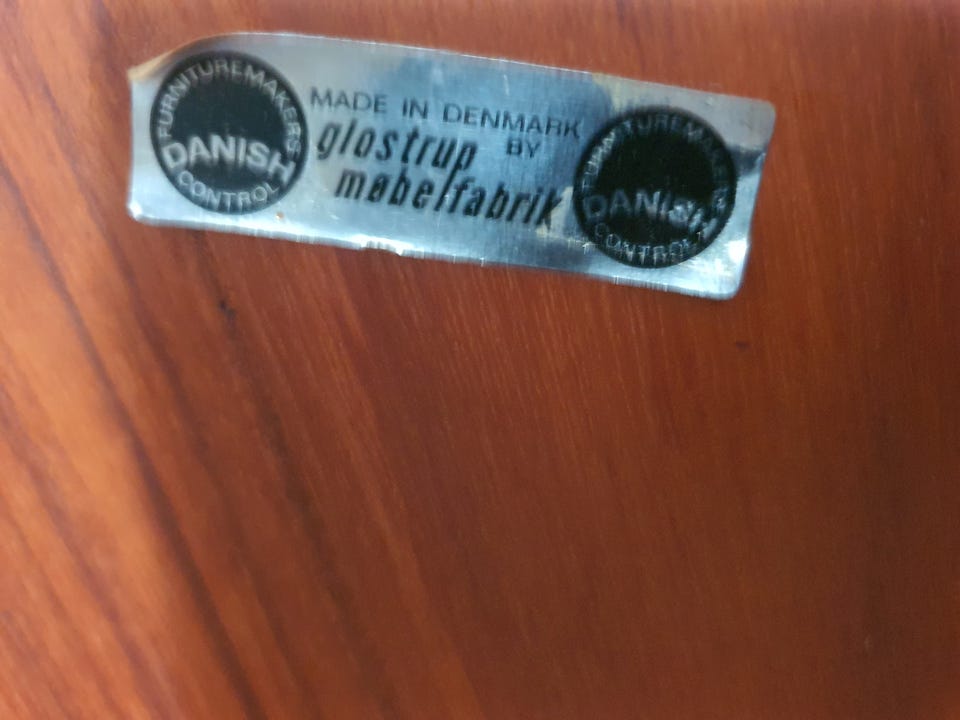 FURNITUREMAKERS
DANISH
CONTROL
MADE IN DENMARK
BY
glostrup
møbelfabrik
FURNITUREMAKERS
DANISH
CONTROL